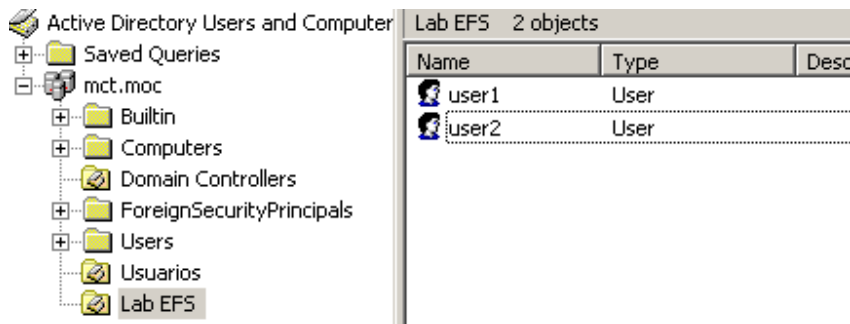 Active Directory Users and Computer
Saved Queries
mct.moc
Builtin
Computers
Domain Controllers
ForeignSecurityPrincipals
Users
Usuarios
Lab EFS
Lab EFS 2 objects
Name Type Desc
user1 User
user2 User